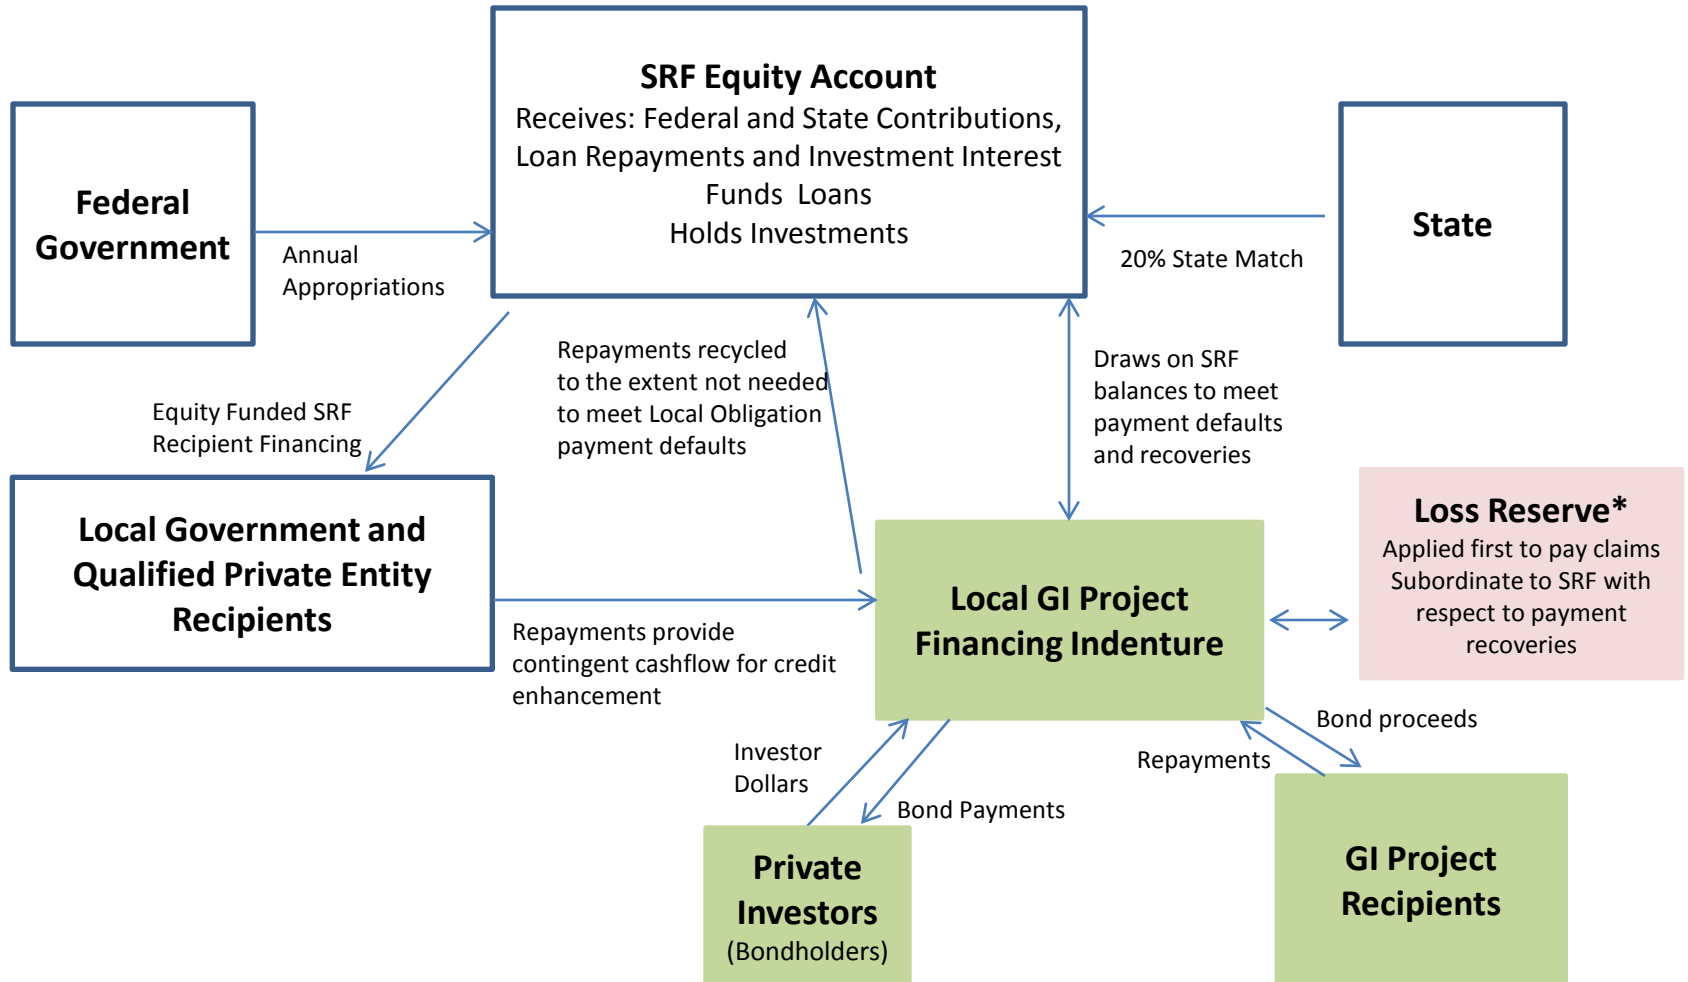 SRF Equity Account
Receives: Federal and State Contributions,
Loan Repayments and Investment Interest
Funds Loans
Holds Investments
Federal
Government
Annual
Appropriations
State
20% State Match
Equity Funded SRF
Recipient Financing
Repayments recycled
to the extent not needed
to meet Local Obligation
payment defaults
Draws on SRF
balances to meet
payment defaults
and recoveries
Local Government and
Qualified Private Entity
Recipients
Repayments provide
contingent cashflow for credit
enhancement
Local GI Project
Financing Indenture
Loss Reserve*
Applied first to pay claims
Subordinate to SRF with
respect to payment
recoveries
Investor
Dollars
Bond Payments
Repayments
Bond proceeds
Private
Investors
(Bondholders)
GI Project
Recipients